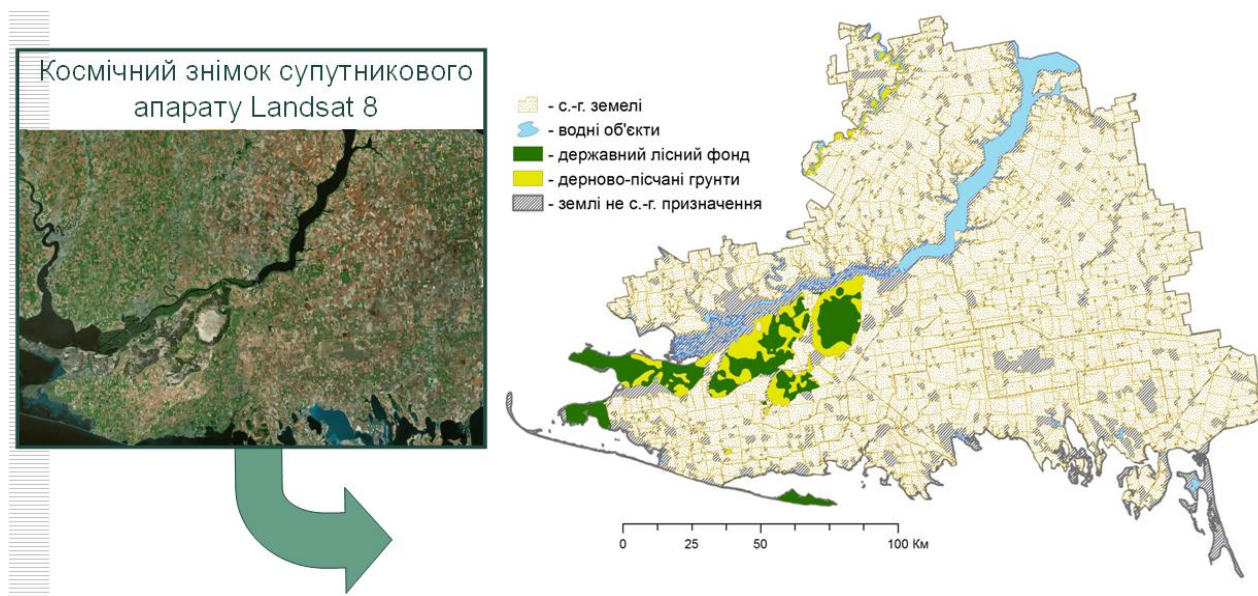 Космічний знімок супутникового
апарату Landsat 8
- с.-г. землелі
- водні об'єкти
- державний лісний фонд
- дерново-пісчані грунти
- землі не с.-г. призначення
0 25 50 100 Км